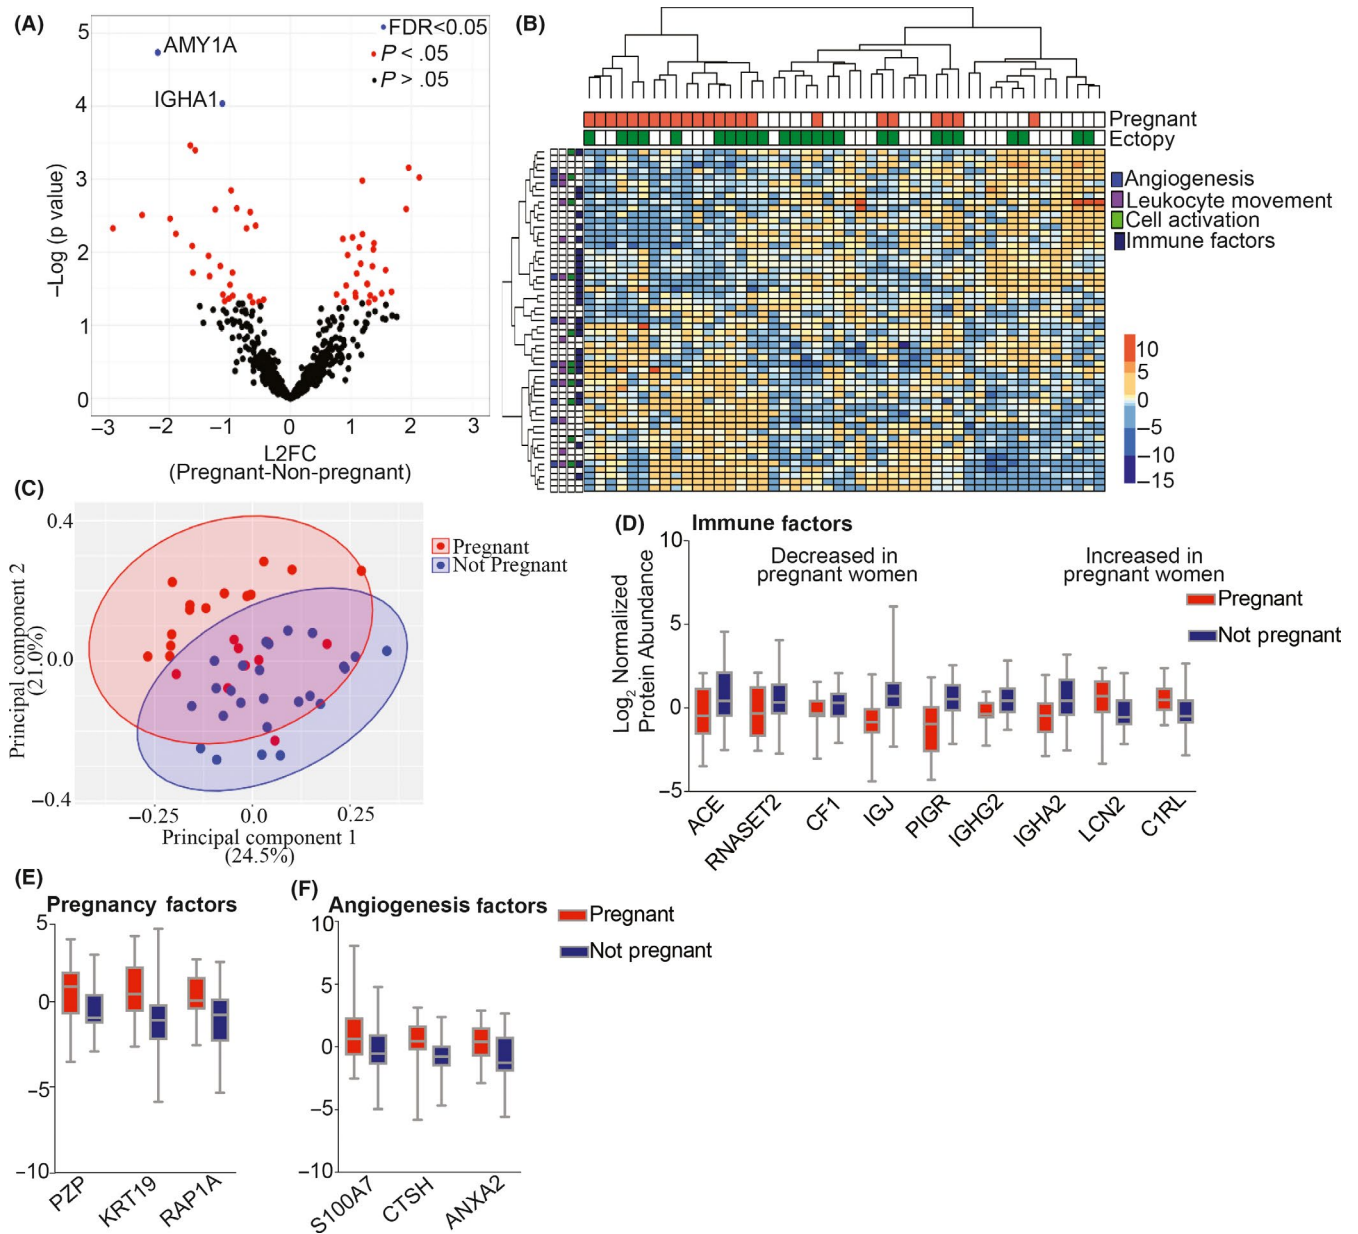 (A)
5
4
3
2
1
0
−Log (p value)
AMY1A
IGHA1
FDR<0.05
P < .05
P > .05
−3
−2
−1
0
1
2
3
L2FC
(Pregnant-Non-pregnant)
(B)
Pregnant
Ectopy
Angiogenesis
Leukocyte movement
Cell activation
Immune factors
10
5
0
−5
−10
−15
(C)
0.4
0.0
−0.4
Principal component 2
(21.0%)
−0.25
0.0
0.25
Principal component 1
(24.5%)
Pregnant
Not Pregnant
(D)
Immune factors
Decreased in
pregnant women
Increased in
pregnant women
Pregnant
Not pregnant
10
5
0
−5
Log2 Normalized
Protein Abundance
ACE
RNASET2
CF1
IGJ
PIGR
IGHG2
IGHA2
LCN2
C1RL
(E)
Pregnancy factors
5
0
−5
−10
PZP
KRT19
RAP1A
(F)
Angiogenesis factors
10
5
0
−5
−10
S100A7
CTSH
ANXA2
Pregnant
Not pregnant